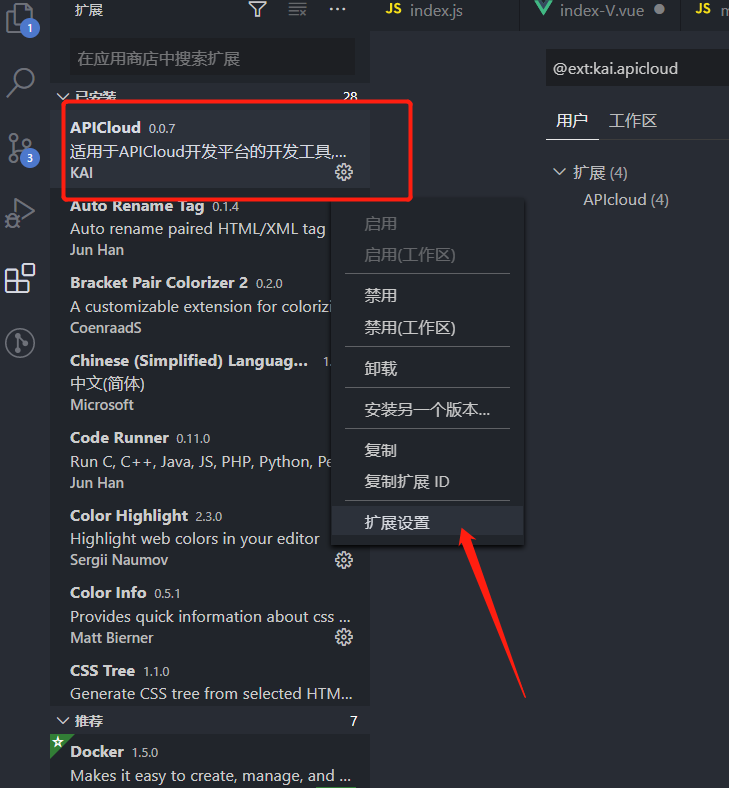 扩展
JS index.js
index-V.vue
JS
1
在应用商店中搜索扩展
@ext:kai.apicloud
已安装 28
用户 工作区
APICloud 0.0.7
适用于APICloud开发平台的开发工具,...
KAI
扩展 (4)
APIcloud (4)
3
Auto Rename Tag 0.1.4
Auto rename paired HTML/XML tag
Jun Han
Bracket Pair Colorizer 2 0.2.0
A customizable extension for colorizi
CoenraadS
Chinese (Simplified) Languag... 1.
中文(简体)
Microsoft
Code Runner 0.11.0
Run C, C++, Java, JS, PHP, Python, Pe
Jun Han
Color Highlight 2.3.0
Highlight web colors in your editor
Sergii Naumov
Color Info 0.5.1
Provides quick information about css ...
Matt Bierner
CSS Tree 1.1.0
Generate CSS tree from selected HTM...
推荐 7
Docker 1.5.0
Makes it easy to create, manage, and ...
启用
启用(工作区)
禁用
禁用(工作区)
卸载
安装另一个版本...
复制
复制扩展 ID
扩展设置